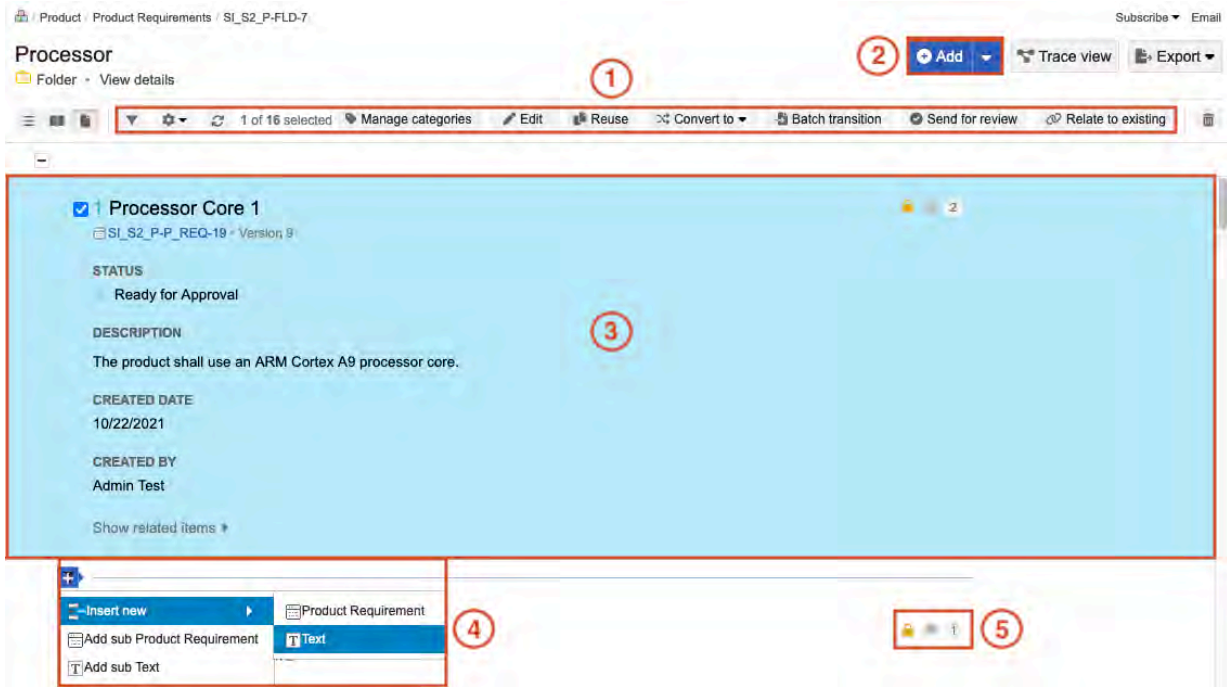 / Product / Product Requirements / SI_S2_P-FLD-7
Subscribe Email
Processor
2
Add
Trace view
Export
Folder • View details
1
1 of 16 selected Manage categories Edit Reuse Convert to Batch transition Send for review Relate to existing
1 Processor Core 1
2
SI_S2_P-P_REQ-19 • Version 9
STATUS
Ready for Approval
3
DESCRIPTION
The product shall use an ARM Cortex A9 processor core.
CREATED DATE
10/22/2021
CREATED BY
Admin Test
Show related items
Insert new
Product Requirement
Add sub Product Requirement
T Text
4
1
5
T Add sub Text